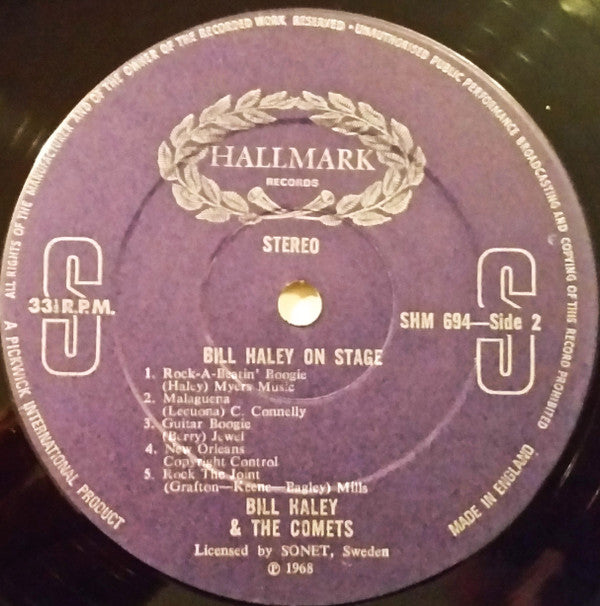 ALL RIGHTS OF THE MANUFACTURER AND OF THE OWNER OF THE RECORDED WORK RESERVED · UNAUTHORISED PUBLIC PERFORMANCE BROADCASTING AND COPYING OF THIS RECORD PROHIBITED
HALLMARK
RECORDS
STEREO
S
S
33⅓ R.P.M.
SHM 694—Side 2
BILL HALEY ON STAGE
1. Rock-A-Beatin' Boogie
(Haley) Myers Music
2. Malaguena
(Lecuona) C. Connelly
3. Guitar Boogie
(Berry) Jewel
4. New Orleans
Copyright Control
5. Rock The Joint
(Grafton—Keene—Bagley) Mills
BILL HALEY
& THE COMETS
Licensed by SONET, Sweden
℗ 1968
A PICKWICK INTERNATIONAL PRODUCT
MADE IN ENGLAND